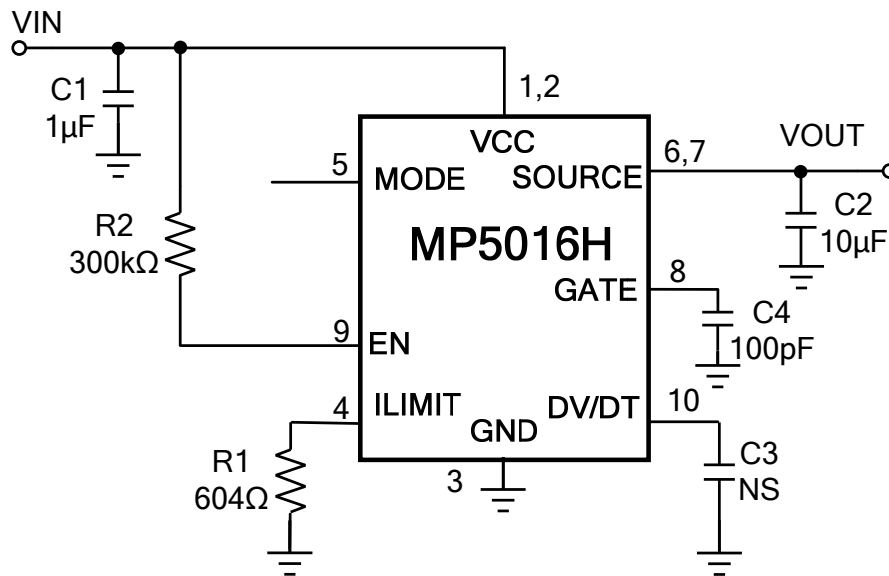 VIN
C1
1µF
1,2
VCC
5
MODE
SOURCE
6,7
VOUT
C2
10µF
R2
300kΩ
MP5016H
GATE
8
C4
100pF
9
EN
4
ILIMIT
DV/DT
10
GND
R1
604Ω
3
C3
NS